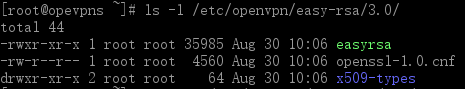 [root@opevpns ~]# ls -l /etc/openvpn/easy-rsa/3.0/
total 44
-rwxr-xr-x 1 root root 35985 Aug 30 10:06 easyrsa
-rw-r--r-- 1 root root  4560 Aug 30 10:06 openssl-1.0.cnf
drwxr-xr-x 2 root root    64 Aug 30 10:06 x509-types